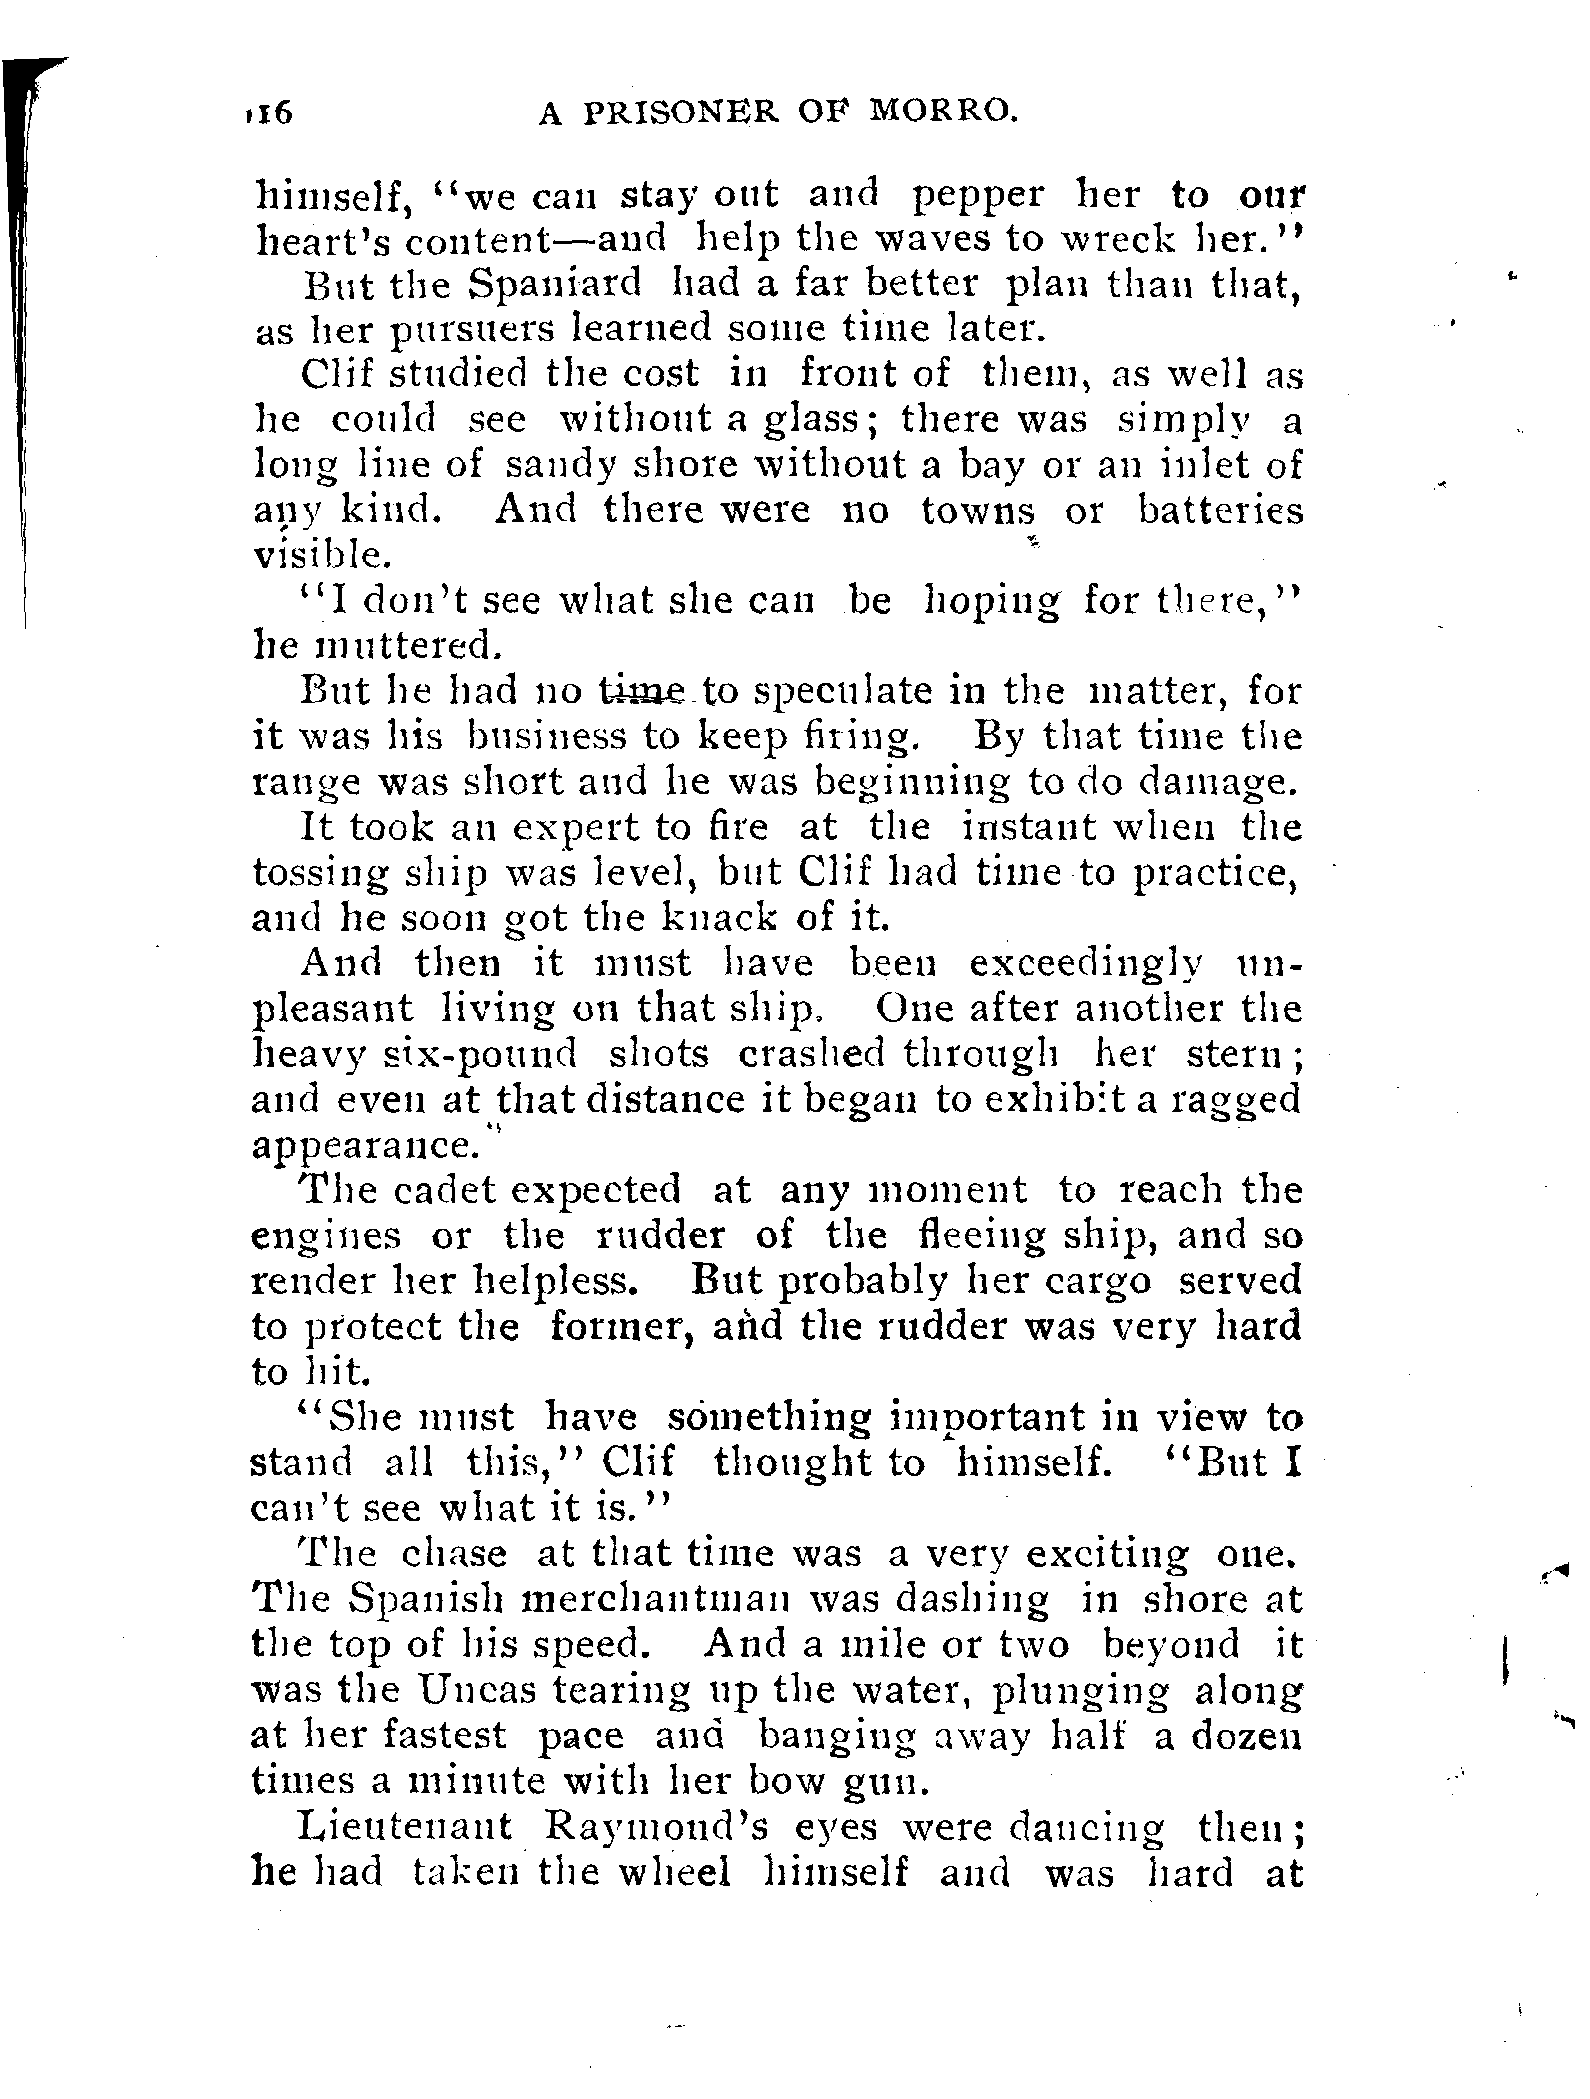 116 A PRISONER OF MORRO.
himself, "we can stay out and pepper her to our
heart's content—and help the waves to wreck her."
But the Spaniard had a far better plan than that,
as her pursuers learned some time later.
Clif studied the cost in front of them, as well as
he could see without a glass; there was simply a
long line of sandy shore without a bay or an inlet of
any kind. And there were no towns or batteries
visible.
"I don't see what she can be hoping for there,"
he muttered.
But he had no time to speculate in the matter, for
it was his business to keep firing. By that time the
range was short and he was beginning to do damage.
It took an expert to fire at the instant when the
tossing ship was level, but Clif had time to practice,
and he soon got the knack of it.
And then it must have been exceedingly un-
pleasant living on that ship. One after another the
heavy six-pound shots crashed through her stern;
and even at that distance it began to exhibit a ragged
appearance.
The cadet expected at any moment to reach the
engines or the rudder of the fleeing ship, and so
render her helpless. But probably her cargo served
to protect the former, and the rudder was very hard
to hit.
"She must have something important in view to
stand all this," Clif thought to himself. "But I
can't see what it is."
The chase at that time was a very exciting one.
The Spanish merchantman was dashing in shore at
the top of his speed. And a mile or two beyond it
was the Uncas tearing up the water, plunging along
at her fastest pace and banging away half a dozen
times a minute with her bow gun.
Lieutenant Raymond's eyes were dancing then;
he had taken the wheel himself and was hard at